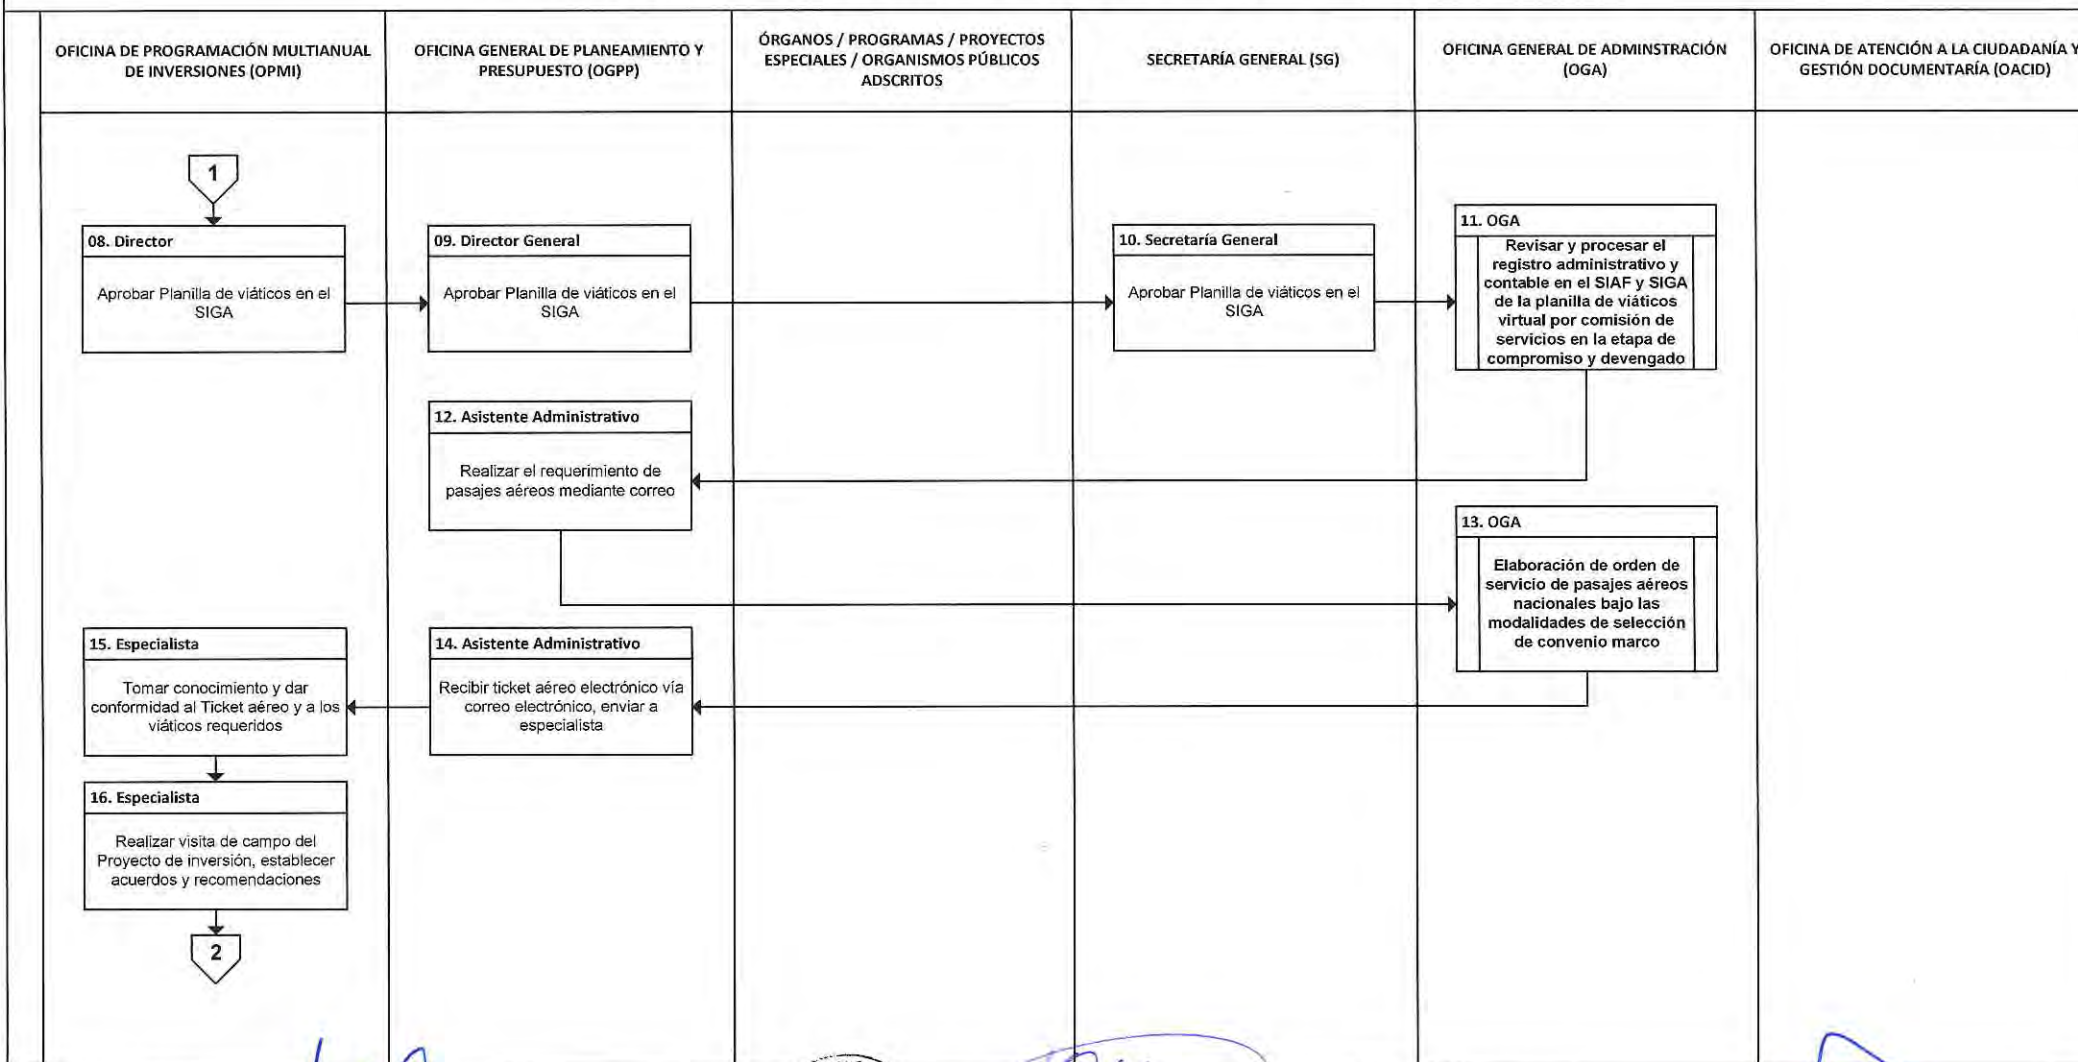 OFICINA DE PROGRAMACIÓN MULTIANUAL
DE INVERSIONES (OPMI)
OFICINA GENERAL DE PLANEAMIENTO Y
PRESUPUESTO (OGPP)
ÓRGANOS / PROGRAMAS / PROYECTOS
ESPECIALES / ORGANISMOS PÚBLICOS
ADSCRITOS
SECRETARÍA GENERAL (SG)
OFICINA GENERAL DE ADMINSTRACIÓN
(OGA)
OFICINA DE ATENCIÓN A LA CIUDADANÍA Y
GESTIÓN DOCUMENTARÍA (OACID)
1
08. Director
Aprobar Planilla de viáticos en el
SIGA
09. Director General
Aprobar Planilla de viáticos en el
SIGA
10. Secretaría General
Aprobar Planilla de viáticos en el
SIGA
11. OGA
Revisar y procesar el
registro administrativo y
contable en el SIAF y SIGA
de la planilla de viáticos
virtual por comisión de
servicios en la etapa de
compromiso y devengado
12. Asistente Administrativo
Realizar el requerimiento de
pasajes aéreos mediante correo
13. OGA
Elaboración de orden de
servicio de pasajes aéreos
nacionales bajo las
modalidades de selección
de convenio marco
14. Asistente Administrativo
Recibir ticket aéreo electrónico vía
correo electrónico, enviar a
especialista
15. Especialista
Tomar conocimiento y dar
conformidad al Ticket aéreo y a los
viáticos requeridos
16. Especialista
Realizar visita de campo del
Proyecto de inversión, establecer
acuerdos y recomendaciones
2